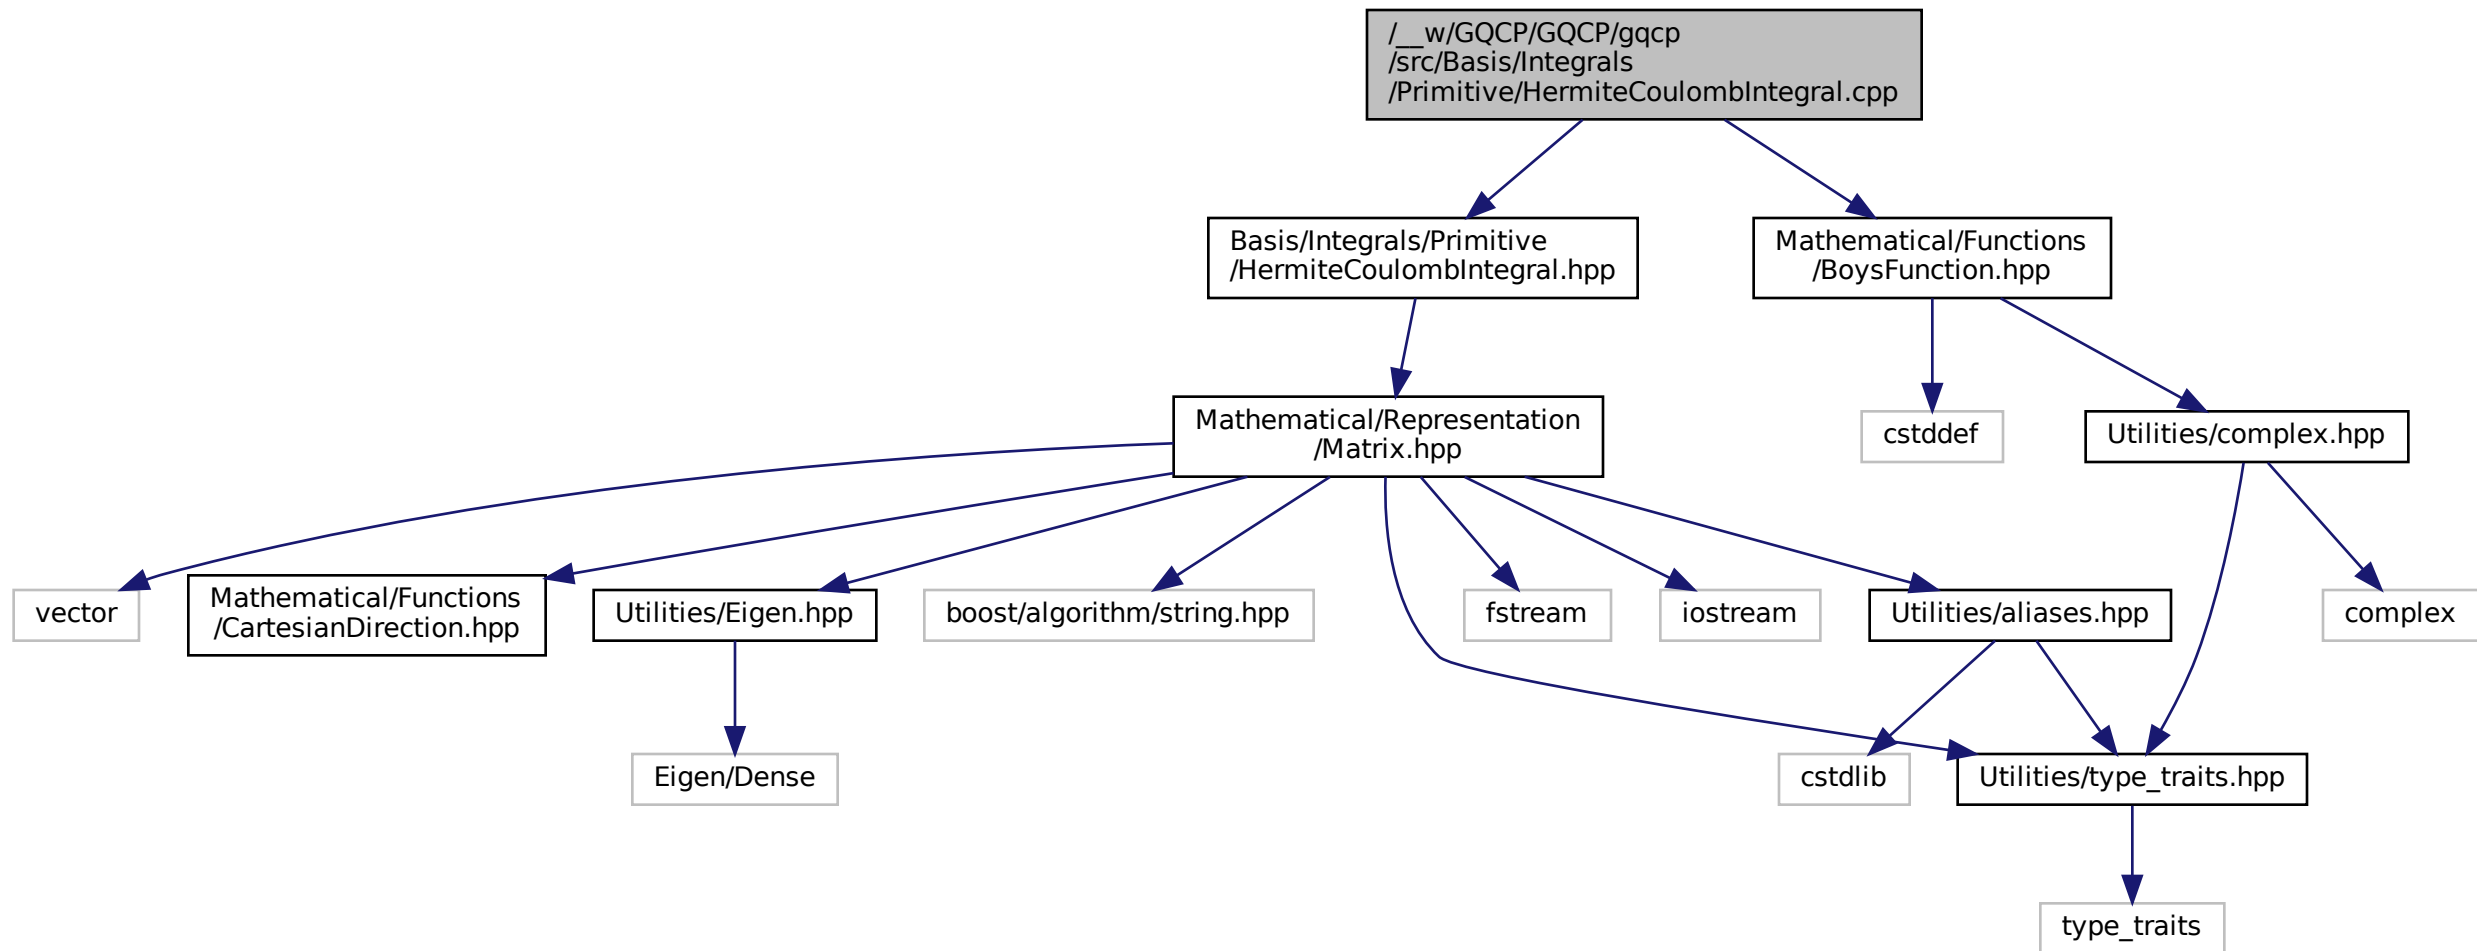 /__w/GQCP/GQCP/gqcp
/src/Basis/Integrals
/Primitive/HermiteCoulombIntegral.cpp
Basis/Integrals/Primitive
/HermiteCoulombIntegral.hpp
Mathematical/Functions
/BoysFunction.hpp
Mathematical/Representation
/Matrix.hpp
cstddef
Utilities/complex.hpp
vector
Mathematical/Functions
/CartesianDirection.hpp
Utilities/Eigen.hpp
boost/algorithm/string.hpp
fstream
iostream
Utilities/aliases.hpp
complex
Eigen/Dense
cstdlib
Utilities/type_traits.hpp
type_traits